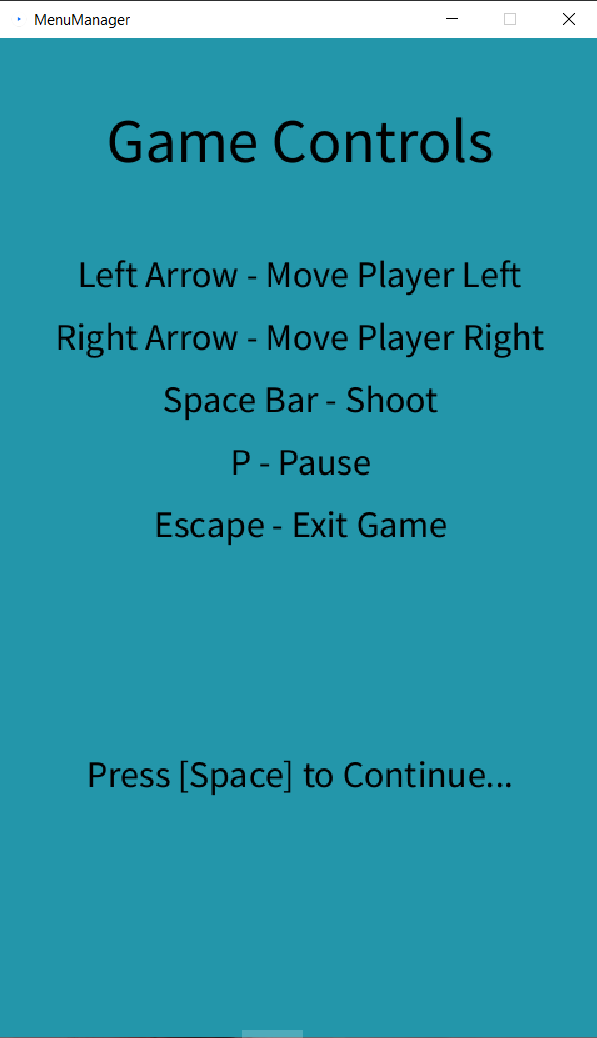 MenuManager
Game Controls
Left Arrow - Move Player Left
Right Arrow - Move Player Right
Space Bar - Shoot
P - Pause
Escape - Exit Game
Press [Space] to Continue...